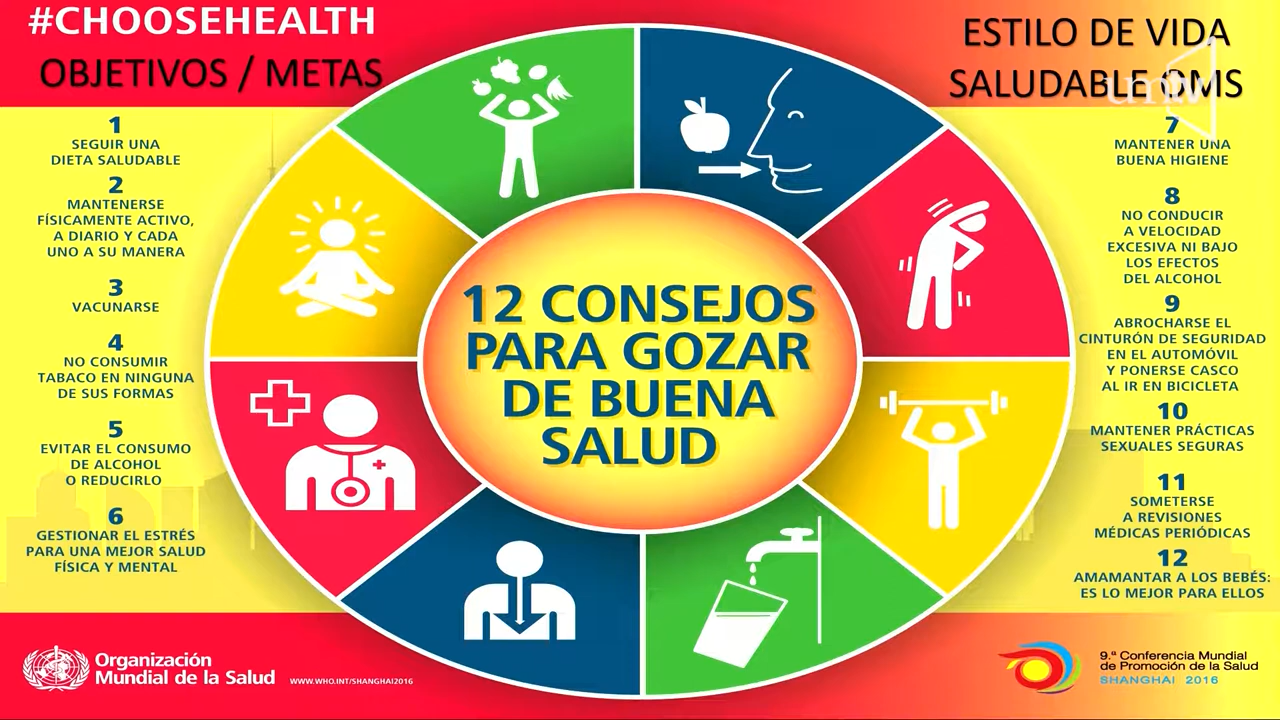 #CHOOSEHEALTH
OBJETIVOS / METAS
ESTILO DE VIDA
SALUDABLE OMS
1
SEGUIR UNA
DIETA SALUDABLE
2
MANTENERSE
FÍSICAMENTE ACTIVO,
A DIARIO Y CADA
UNO A SU MANERA
3
VACUNARSE
4
NO CONSUMIR
TABACO EN NINGUNA
DE SUS FORMAS
5
EVITAR EL CONSUMO
DE ALCOHOL
O REDUCIRLO
6
GESTIONAR EL ESTRÉS
PARA UNA MEJOR SALUD
FÍSICA Y MENTAL
12 CONSEJOS
PARA GOZAR
DE BUENA
SALUD
7
MANTENER UNA
BUENA HIGIENE
8
NO CONDUCIR
A VELOCIDAD
EXCESIVA NI BAJO
LOS EFECTOS
DEL ALCOHOL
9
ABROCHARSE EL
CINTURÓN DE SEGURIDAD
EN EL AUTOMÓVIL
Y PONERSE CASCO
AL IR EN BICICLETA
10
MANTENER PRÁCTICAS
SEXUALES SEGURAS
11
SOMETERSE
A REVISIONES
MÉDICAS PERIÓDICAS
12
AMAMANTAR A LOS BEBÉS:
ES LO MEJOR PARA ELLOS
Organización
Mundial de la Salud
WWW.WHO.INT/SHANGHAI2016
9.ª Conferencia Mundial
de Promoción de la Salud
SHANGHAI 2016